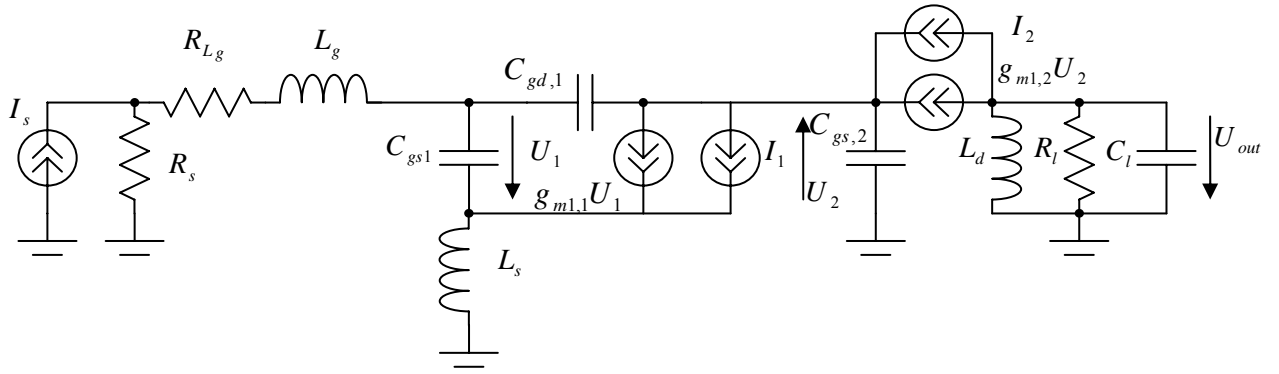 I_s
R_s
R_{Lg}
L_g
C_{gs1}
U_1
C_{gd,1}
g_{m1,1}U_1
I_1
L_s
U_2
C_{gs,2}
I_2
g_{m1,2}U_2
L_d
R_l
C_l
U_{out}